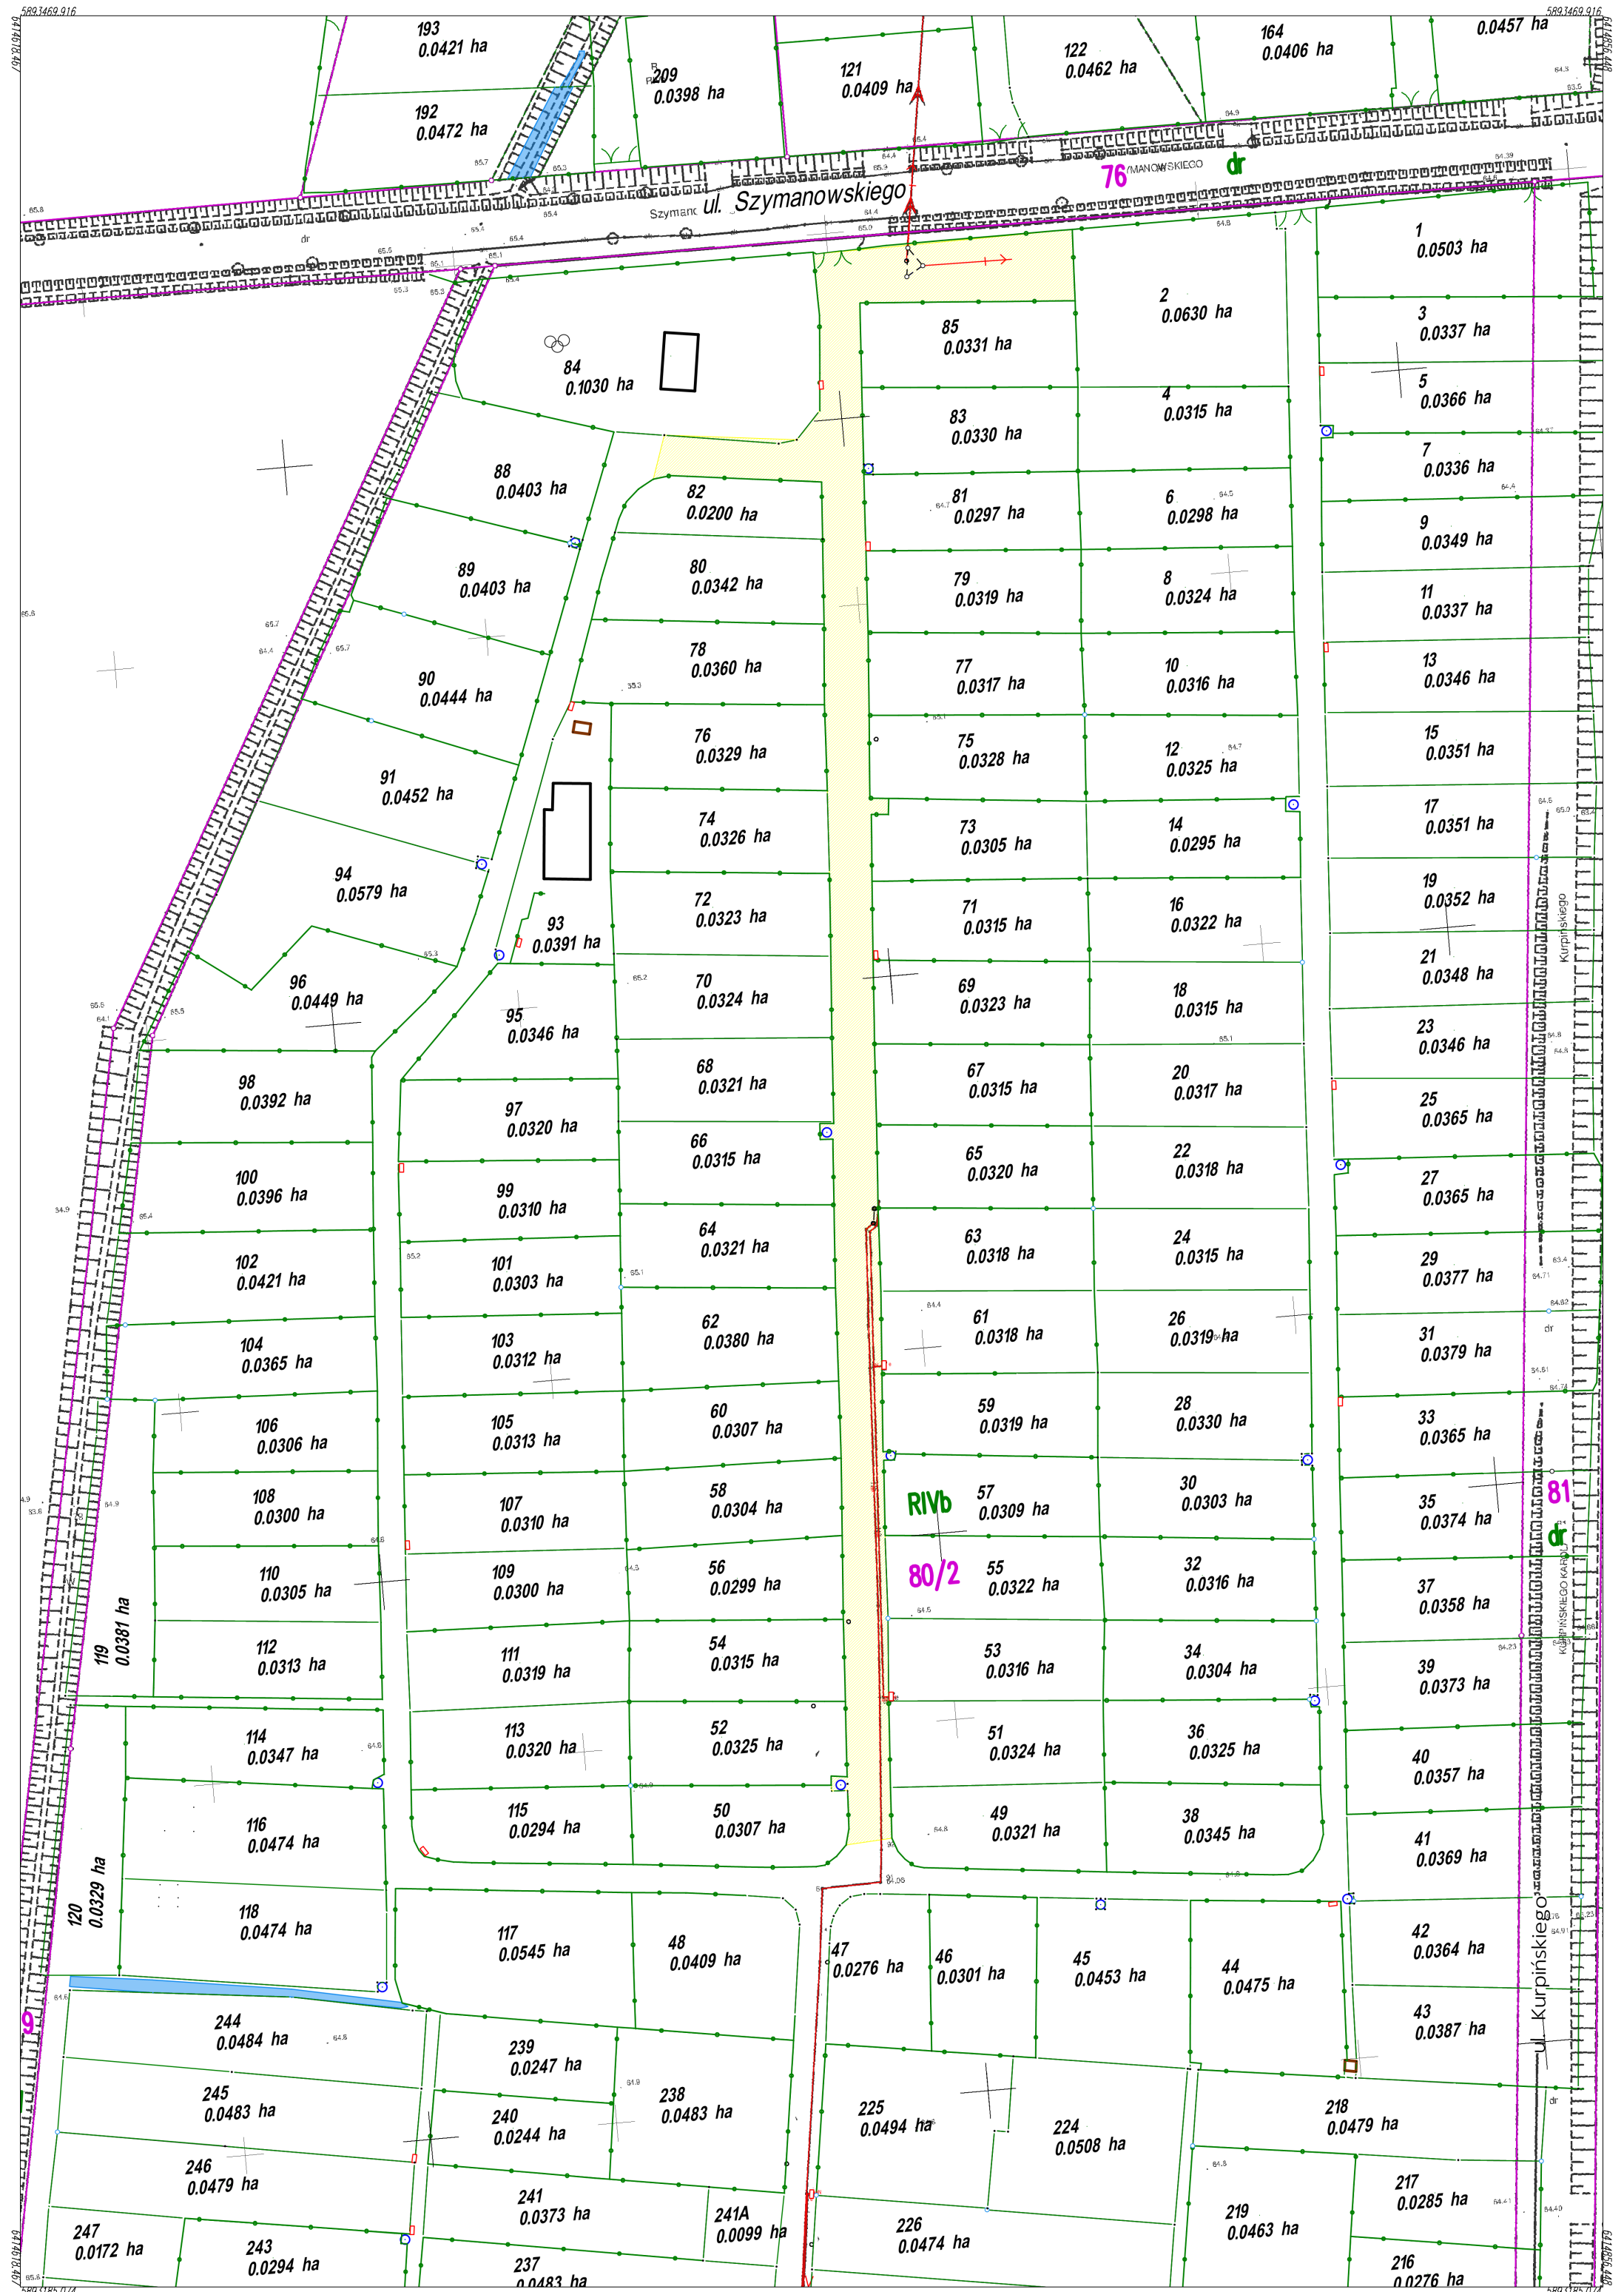 5893469.916
5893469.916
193
0.0421 ha
192
0.0472 ha
209
0.0398 ha
121
0.0409 ha
122
0.0462 ha
164
0.0406 ha
0.0457 ha
ul. Szymanowskiego
76
dr
dr
1
0.0503 ha
2
0.0630 ha
3
0.0337 ha
85
0.0331 ha
84
0.1030 ha
5
0.0366 ha
4
0.0315 ha
83
0.0330 ha
7
0.0336 ha
88
0.0403 ha
82
0.0200 ha
81
0.0297 ha
6
0.0298 ha
9
0.0349 ha
89
0.0403 ha
80
0.0342 ha
79
0.0319 ha
8
0.0324 ha
11
0.0337 ha
90
0.0444 ha
78
0.0360 ha
77
0.0317 ha
10
0.0316 ha
13
0.0346 ha
91
0.0452 ha
76
0.0329 ha
75
0.0328 ha
12
0.0325 ha
15
0.0351 ha
74
0.0326 ha
73
0.0305 ha
14
0.0295 ha
17
0.0351 ha
94
0.0579 ha
93
0.0391 ha
72
0.0323 ha
71
0.0315 ha
16
0.0322 ha
19
0.0352 ha
Kurpińskiego
96
0.0449 ha
95
0.0346 ha
70
0.0324 ha
69
0.0323 ha
18
0.0315 ha
21
0.0348 ha
23
0.0346 ha
98
0.0392 ha
97
0.0320 ha
68
0.0321 ha
67
0.0315 ha
20
0.0317 ha
25
0.0365 ha
100
0.0396 ha
99
0.0310 ha
66
0.0315 ha
65
0.0320 ha
22
0.0318 ha
27
0.0365 ha
102
0.0421 ha
101
0.0303 ha
64
0.0321 ha
63
0.0318 ha
24
0.0315 ha
29
0.0377 ha
104
0.0365 ha
103
0.0312 ha
62
0.0380 ha
61
0.0318 ha
26
0.0319 ha
31
0.0379 ha
dr
106
0.0306 ha
105
0.0313 ha
60
0.0307 ha
59
0.0319 ha
28
0.0330 ha
33
0.0365 ha
108
0.0300 ha
107
0.0310 ha
58
0.0304 ha
RIVb
57
0.0309 ha
30
0.0303 ha
35
0.0374 ha
81
dr
110
0.0305 ha
109
0.0300 ha
56
0.0299 ha
80/2
55
0.0322 ha
32
0.0316 ha
37
0.0358 ha
119
0.0381 ha
112
0.0313 ha
111
0.0319 ha
54
0.0315 ha
53
0.0316 ha
34
0.0304 ha
39
0.0373 ha
114
0.0347 ha
113
0.0320 ha
52
0.0325 ha
51
0.0324 ha
36
0.0325 ha
40
0.0357 ha
116
0.0474 ha
115
0.0294 ha
50
0.0307 ha
49
0.0321 ha
38
0.0345 ha
41
0.0369 ha
120
0.0329 ha
118
0.0474 ha
117
0.0545 ha
48
0.0409 ha
47
0.0276 ha
46
0.0301 ha
45
0.0453 ha
44
0.0475 ha
42
0.0364 ha
43
0.0387 ha
ul. Kurpińskiego
9
244
0.0484 ha
239
0.0247 ha
245
0.0483 ha
240
0.0244 ha
238
0.0483 ha
225
0.0494 ha
224
0.0508 ha
218
0.0479 ha
dr
246
0.0479 ha
241
0.0373 ha
241A
0.0099 ha
226
0.0474 ha
219
0.0463 ha
217
0.0285 ha
247
0.0172 ha
243
0.0294 ha
237
0.0483 ha
216
0.0276 ha